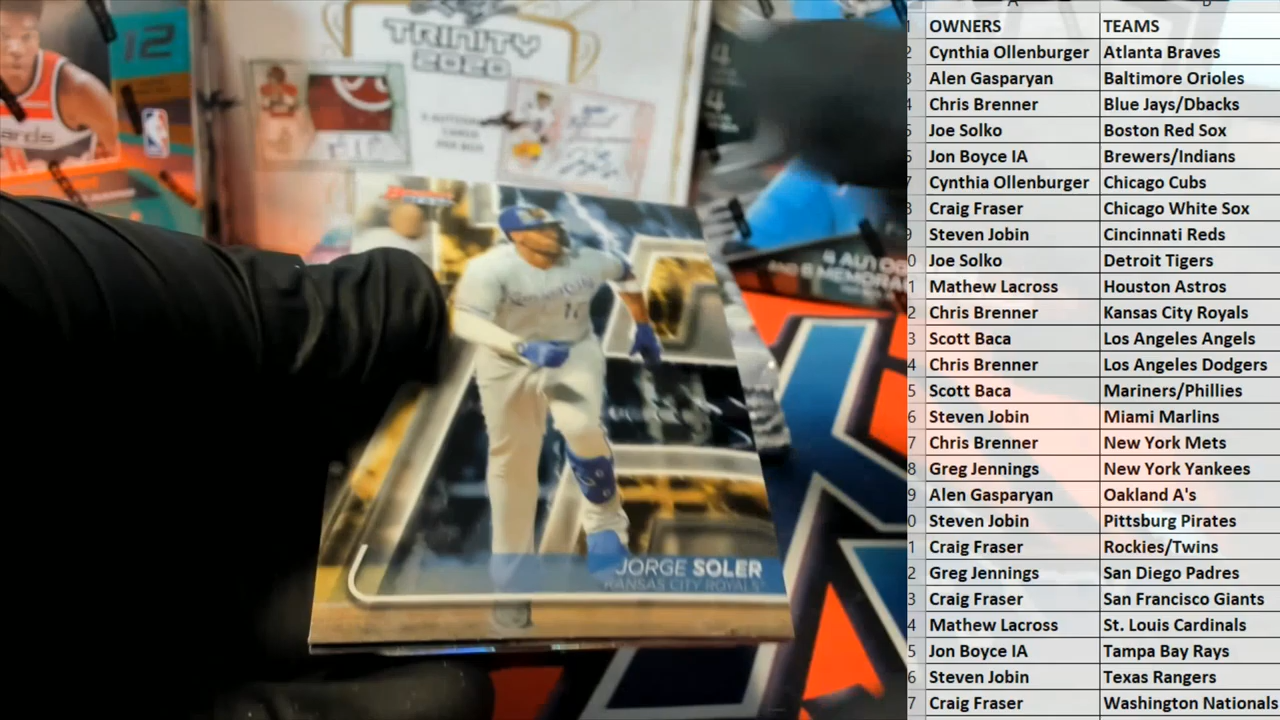 12
TRINITY
2020
4
4
JORGE SOLER
KANSAS CITY ROYALS
OWNERS TEAMS
Cynthia Ollenburger Atlanta Braves
Alen Gasparyan Baltimore Orioles
Chris Brenner Blue Jays/Dbacks
Joe Solko Boston Red Sox
Jon Boyce IA Brewers/Indians
Cynthia Ollenburger Chicago Cubs
Craig Fraser Chicago White Sox
Steven Jobin Cincinnati Reds
Joe Solko Detroit Tigers
Mathew Lacross Houston Astros
Chris Brenner Kansas City Royals
Scott Baca Los Angeles Angels
Chris Brenner Los Angeles Dodgers
Scott Baca Mariners/Phillies
Steven Jobin Miami Marlins
Chris Brenner New York Mets
Greg Jennings New York Yankees
Alen Gasparyan Oakland A's
Steven Jobin Pittsburg Pirates
Craig Fraser Rockies/Twins
Greg Jennings San Diego Padres
Craig Fraser San Francisco Giants
Mathew Lacross St. Louis Cardinals
Jon Boyce IA Tampa Bay Rays
Steven Jobin Texas Rangers
Craig Fraser Washington Nationals